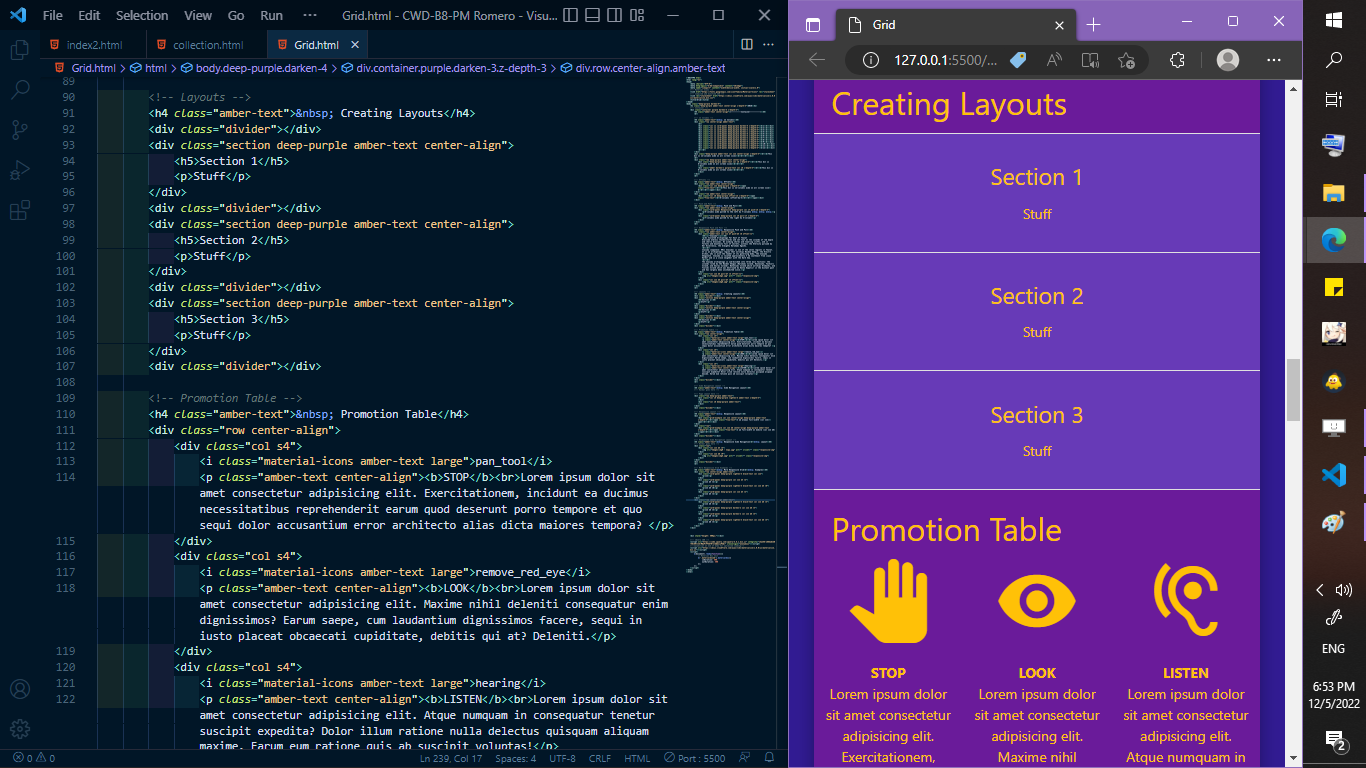 File Edit Selection View Go Run ··· Grid.html - CWD-B8-PM Romero - Visu...
index2.html collection.html Grid.html
Grid.html > html > body.deep-purple.darken-4 > div.container.purple.darken-3.z-depth-3 > div.row.center-align.amber-text
89
90 <!-- Layouts -->
91 <h4 class="amber-text">&nbsp; Creating Layouts</h4>
92 <div class="divider"></div>
93 <div class="section deep-purple amber-text center-align">
94 <h5>Section 1</h5>
95 <p>Stuff</p>
96 </div>
97 <div class="divider"></div>
98 <div class="section deep-purple amber-text center-align">
99 <h5>Section 2</h5>
100 <p>Stuff</p>
101 </div>
102 <div class="divider"></div>
103 <div class="section deep-purple amber-text center-align">
104 <h5>Section 3</h5>
105 <p>Stuff</p>
106 </div>
107 <div class="divider"></div>
108
109 <!-- Promotion Table -->
110 <h4 class="amber-text">&nbsp; Promotion Table</h4>
111 <div class="row center-align">
112 <div class="col s4">
113 <i class="material-icons amber-text large">pan_tool</i>
114 <p class="amber-text center-align"><b>STOP</b><br>Lorem ipsum dolor sit
amet consectetur adipisicing elit. Exercitationem, incidunt ea ducimus
necessitatibus reprehenderit earum quod deserunt porro tempore et quo
sequi dolor accusantium error architecto alias dicta maiores tempora? </p>
115 </div>
116 <div class="col s4">
117 <i class="material-icons amber-text large">remove_red_eye</i>
118 <p class="amber-text center-align"><b>LOOK</b><br>Lorem ipsum dolor sit
amet consectetur adipisicing elit. Maxime nihil deleniti consequatur enim
dignissimos? Earum saepe, cum laudantium dignissimos facere, sequi in
iusto placeat obcaecati cupiditate, debitis qui at? Deleniti.</p>
119 </div>
120 <div class="col s4">
121 <i class="material-icons amber-text large">hearing</i>
122 <p class="amber-text center-align"><b>LISTEN</b><br>Lorem ipsum dolor sit
amet consectetur adipisicing elit. Atque numquam in consequatur tenetur
suscipit expedita? Dolor illum ratione nulla delectus quisquam aliquam
maxime. Earum eum ratione quis ab suscipit voluptas!</p>
0 0 Ln 239, Col 17 Spaces: 4 UTF-8 CRLF HTML Port : 5500
Grid
127.0.0.1:5500/...
Creating Layouts
Section 1
Stuff
Section 2
Stuff
Section 3
Stuff
Promotion Table
STOP
Lorem ipsum dolor
sit amet consectetur
adipisicing elit.
Exercitationem,
LOOK
Lorem ipsum dolor
sit amet consectetur
adipisicing elit.
Maxime nihil
LISTEN
Lorem ipsum dolor
sit amet consectetur
adipisicing elit.
Atque numquam in
ENG
6:53 PM
12/5/2022
2